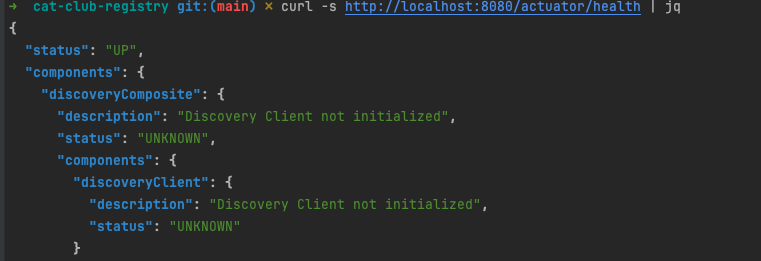 → cat-club-registry git:(main) × curl -s http://localhost:8080/actuator/health | jq
{
  "status": "UP",
  "components": {
    "discoveryComposite": {
      "description": "Discovery Client not initialized",
      "status": "UNKNOWN",
      "components": {
        "discoveryClient": {
          "description": "Discovery Client not initialized",
          "status": "UNKNOWN"
        }